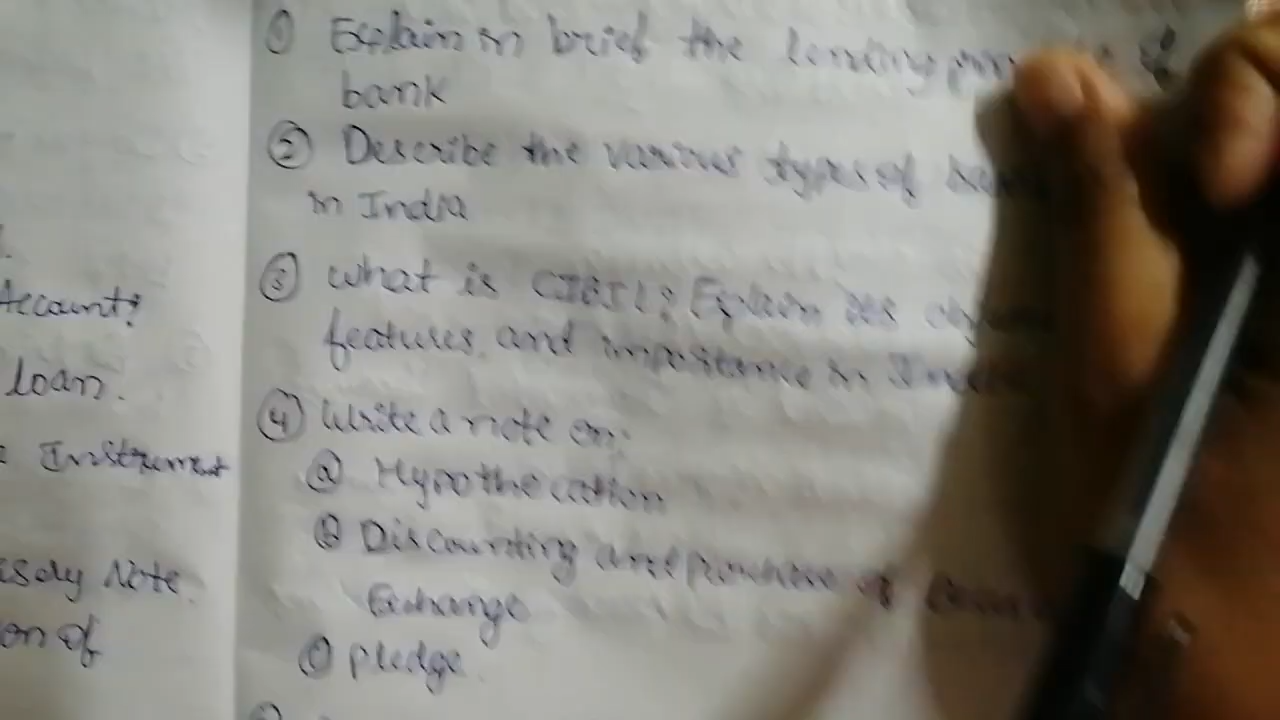 Account?
loan.
Instrument
Note
on of
① Explain in brief the lending
bank
② Describe the various types of
in India
③ What is CIBIL? Explain its
features and importance in
④ Write a note on:
ⓐ Hypothecation
ⓑ Discounting and purchase of
Exchange
ⓒ pledge.